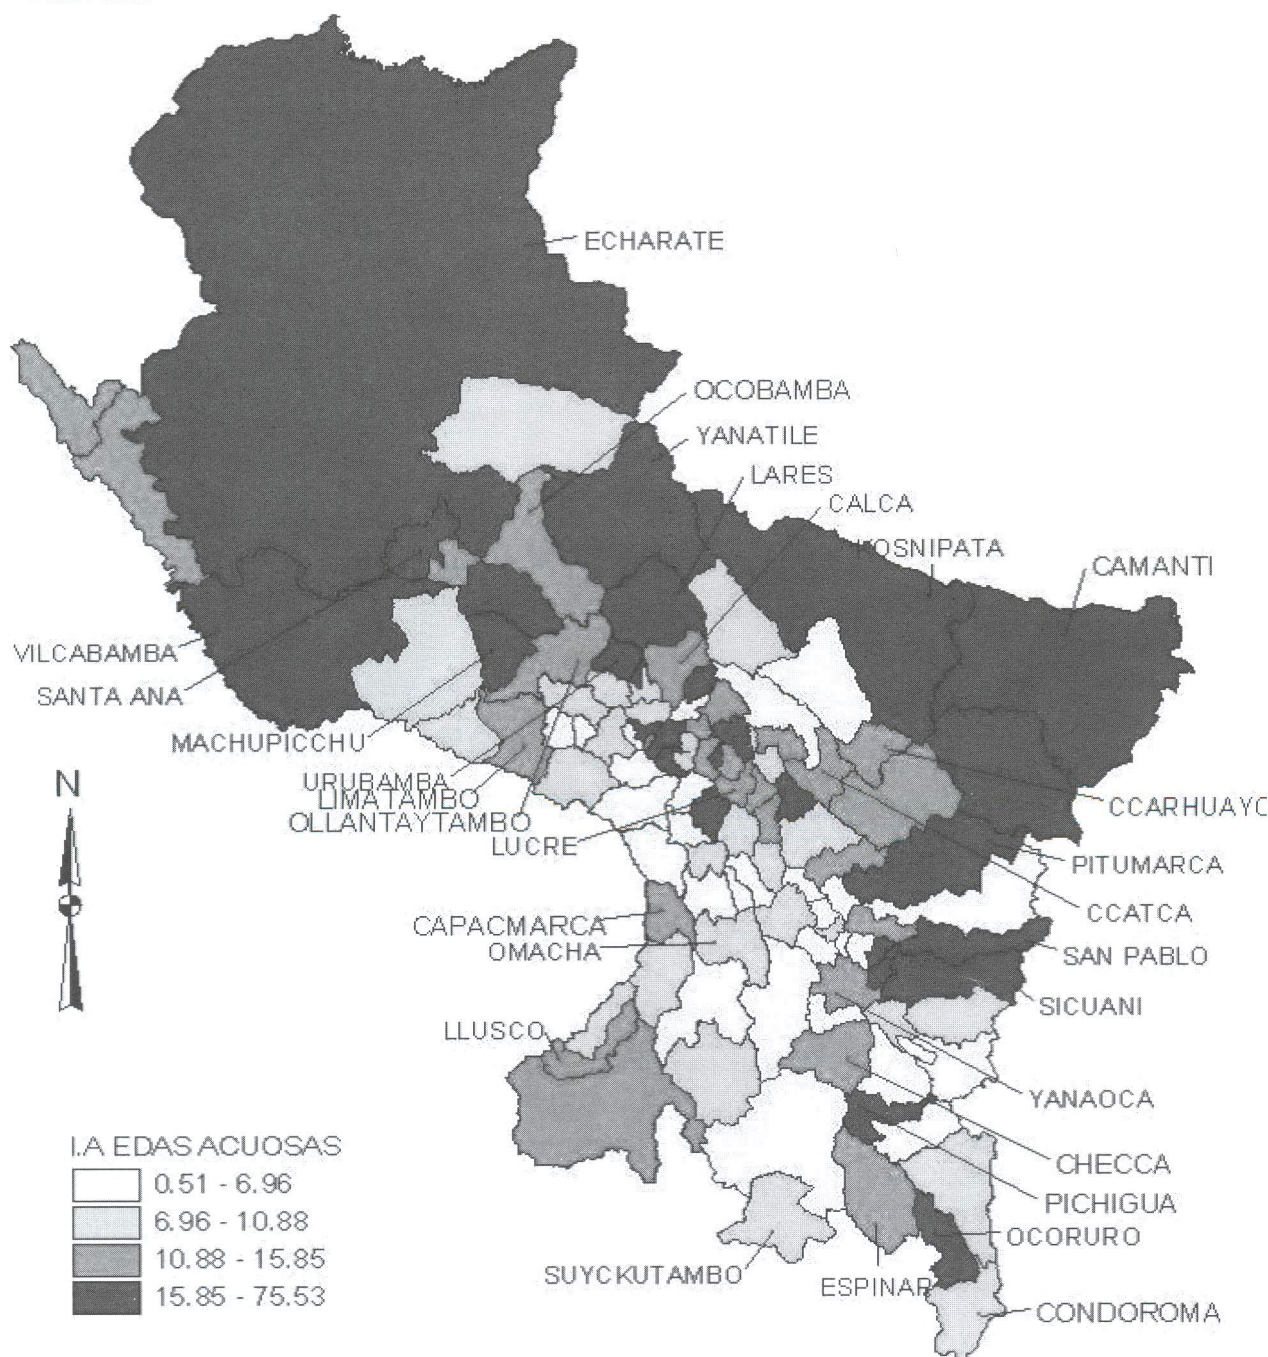 ECHARATE
OCOBAMBA
YANATILE
LARES
CALCA
KOSNIPATA
CAMANTI
VILCABAMBA
SANTA ANA
MACHUPICCHU
URUBAMBA
LIMATAMBO
OLLANTAYTAMBO
LUCRE
CCARHUAYO
PITUMARCA
CCATCA
CAPACMARCA
OMACHA
SAN PABLO
SICUANI
LLUSCO
YANAOCA
CHECCA
PICHIGUA
OCORURO
SUYCKUTAMBO
ESPINAR
CONDOROMA
N
I.A EDAS ACUOSAS
0.51 - 6.96
6.96 - 10.88
10.88 - 15.85
15.85 - 75.53